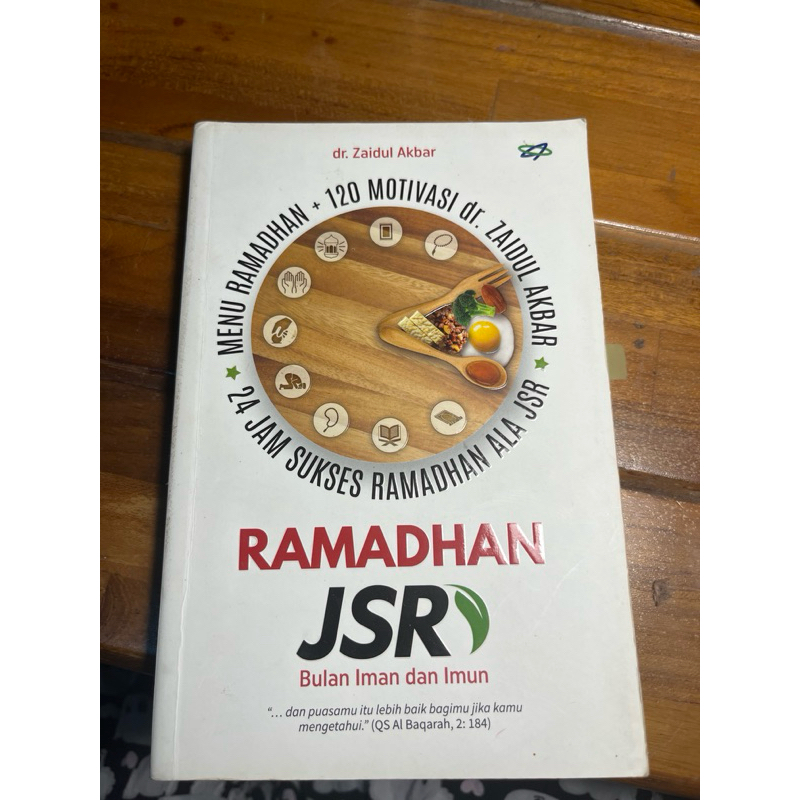 dr. Zaidul Akbar
MENU RAMADHAN + 120 MOTIVASI dr. ZAIDUL AKBAR
24 JAM SUKSES RAMADHAN ALA JSR
RAMADHAN
JSR
Bulan Iman dan Imun
“... dan puasamu itu lebih baik bagimu jika kamu
mengetahui.” (QS Al Baqarah, 2: 184)